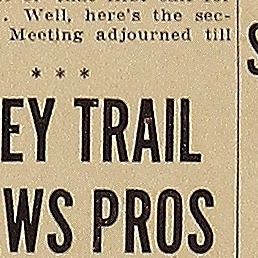 . Well, here's the sec-
Meeting adjourned till
* * *
EY TRAIL
WS PROS